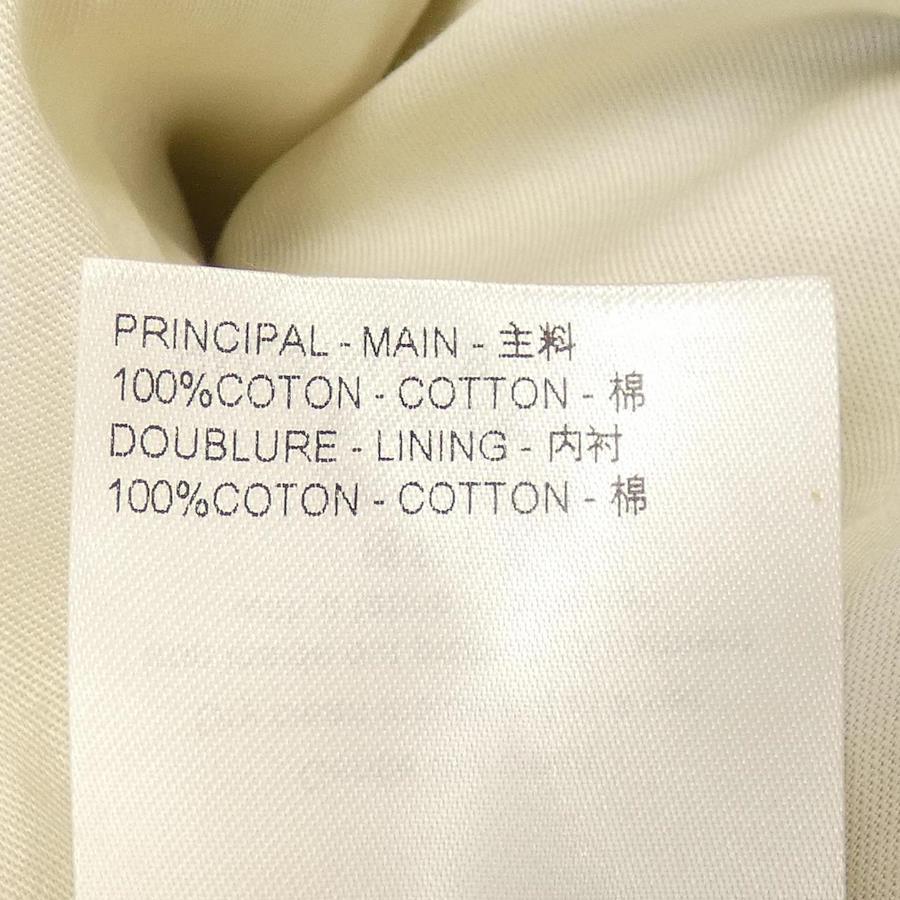 PRINCIPAL - MAIN - 主料
100%COTON - COTTON - 棉
DOUBLURE - LINING - 内衬
100%COTON - COTTON - 棉